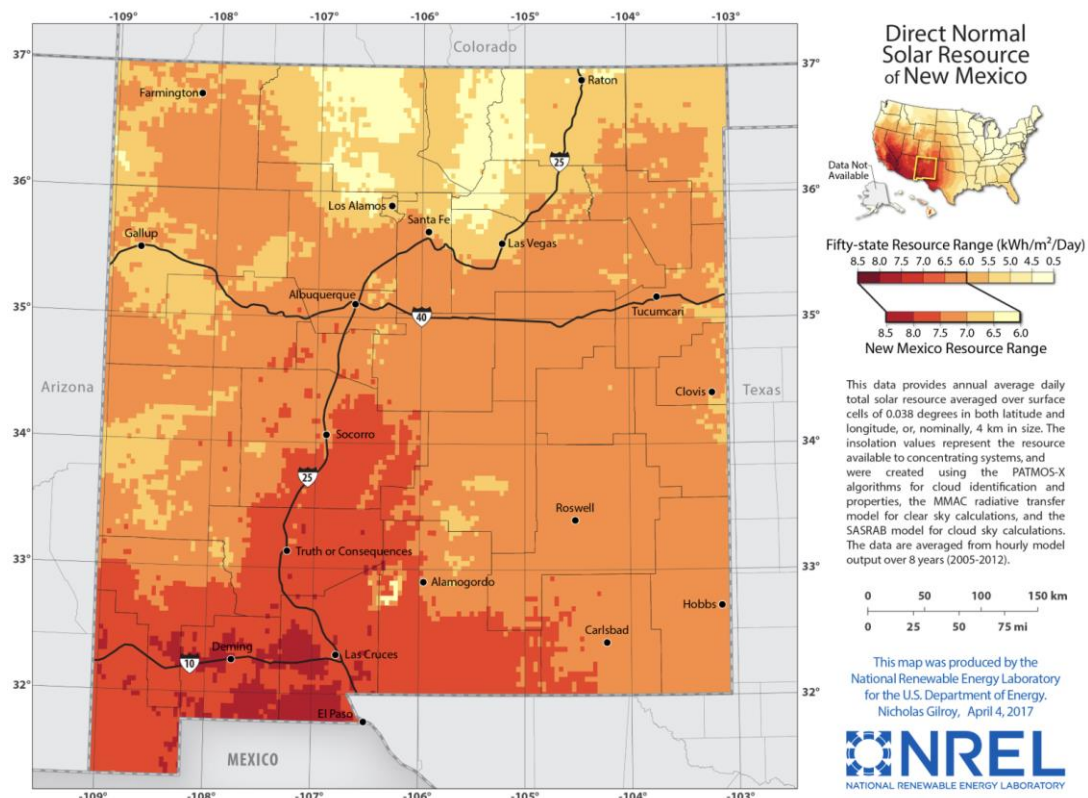 -109° -108° -107° -106° -105° -104° -103°
Colorado
37° 37°
Raton
Farmington
25
36° 36°
Los Alamos
Santa Fe
Gallup
Las Vegas
Albuquerque
35° 35°
40
Tucumcari
Arizona
Texas
Clovis
34° 34°
Socorro
25
Roswell
33° 33°
Truth or Consequences
Alamogordo
Hobbs
Carlsbad
Deming
Las Cruces
10
32° 32°
El Paso
MEXICO
-109° -108° -107° -106° -105° -104° -103°
Direct Normal
Solar Resource
of New Mexico
Data Not
Available
Fifty-state Resource Range (kWh/m²/Day)
8.5 8.0 7.5 7.0 6.5 6.0 5.5 5.0 4.5
8.5 8.0 7.5 7.0 6.5 6.0
New Mexico Resource Range
This data provides annual average daily
total solar resource averaged over surface
cells of 0.038 degrees in both latitude and
longitude, or, nominally, 4 km in size. The
insolation values represent the resource
available to concentrating systems, and
were created using the PATMOS-X
algorithms for cloud identification and
properties, the MMAC radiative transfer
model for clear sky calculations, and the
SASRAB model for cloud sky calculations.
The data are averaged from hourly model
output over 8 years (2005-2012).
0 50 100 150 km
0 25 50 75 mi
This map was produced by the
National Renewable Energy Laboratory
for the U.S. Department of Energy.
Nicholas Gilroy, April 4, 2017
NREL
NATIONAL RENEWABLE ENERGY LABORATORY